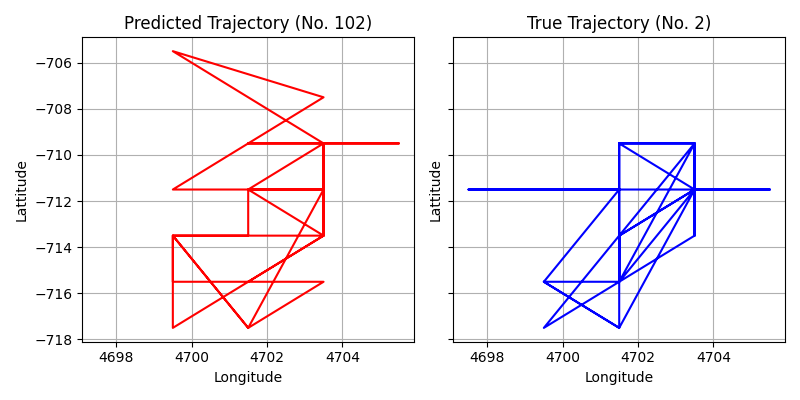 Predicted Trajectory (No. 102)
True Trajectory (No. 2)
−706
−708
−710
−712
−714
−716
−718
Lattitude
Lattitude
4698
4700
4702
4704
4698
4700
4702
4704
Longitude
Longitude